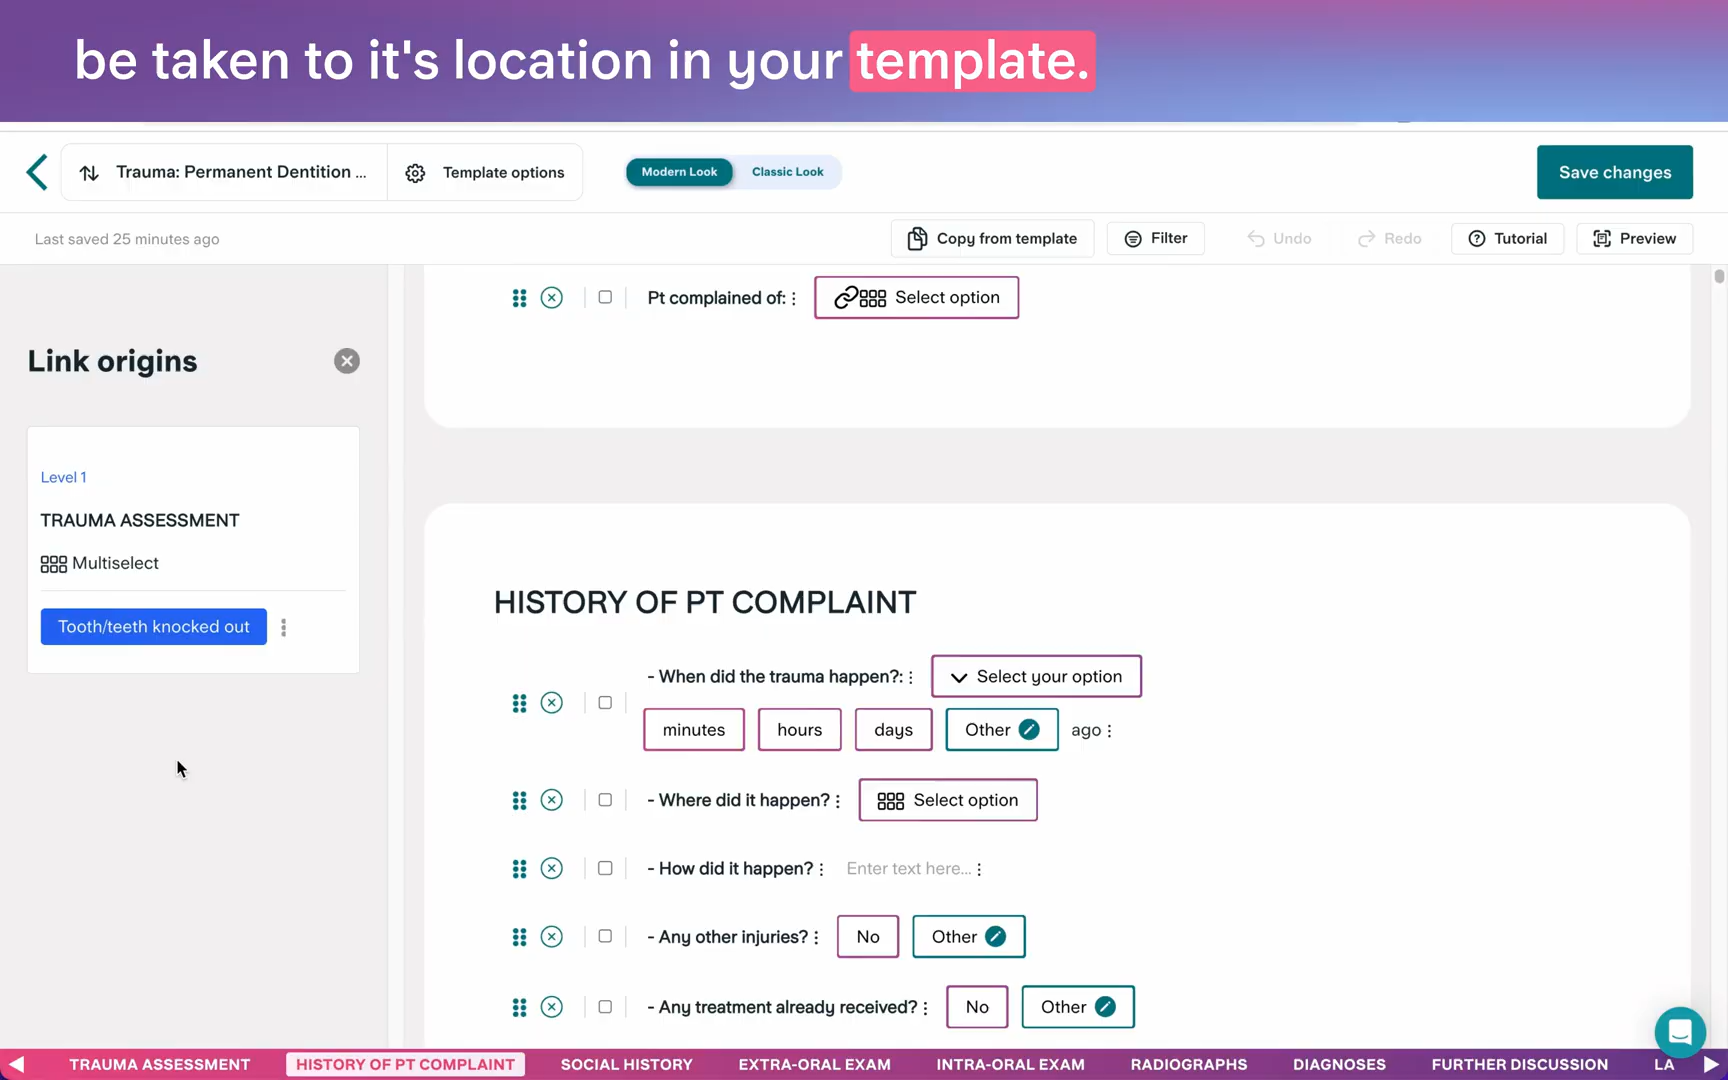 be taken to it's location in your template.
Trauma: Permanent Dentition ...
Template options
Modern Look
Classic Look
Save changes
Last saved 25 minutes ago
Copy from template
Filter
Undo
Redo
Tutorial
Preview
Pt complained of:
Select option
Link origins
Level 1
TRAUMA ASSESSMENT
Multiselect
Tooth/teeth knocked out
HISTORY OF PT COMPLAINT
- When did the trauma happen?:
Select your option
minutes
hours
days
Other
ago
- Where did it happen?
Select option
- How did it happen?
Enter text here...
- Any other injuries?
No
Other
- Any treatment already received?
No
Other
TRAUMA ASSESSMENT
HISTORY OF PT COMPLAINT
SOCIAL HISTORY
EXTRA-ORAL EXAM
INTRA-ORAL EXAM
RADIOGRAPHS
DIAGNOSES
FURTHER DISCUSSION
LA